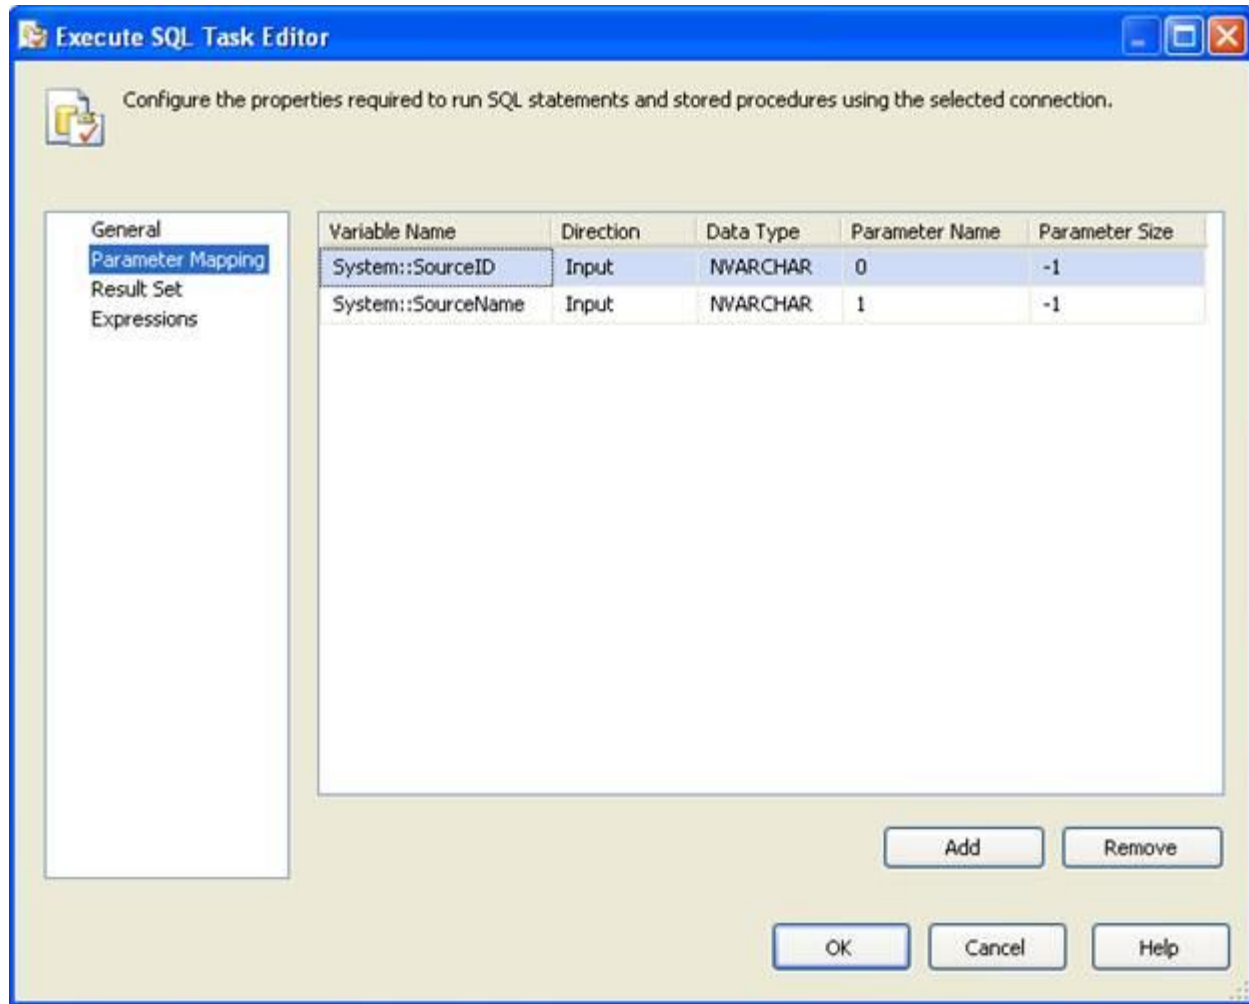 Execute SQL Task Editor
Configure the properties required to run SQL statements and stored procedures using the selected connection.
General
Parameter Mapping
Result Set
Expressions
Variable Name Direction Data Type Parameter Name Parameter Size
System::SourceID Input NVARCHAR 0 -1
System::SourceName Input NVARCHAR 1 -1
Add Remove
OK Cancel Help